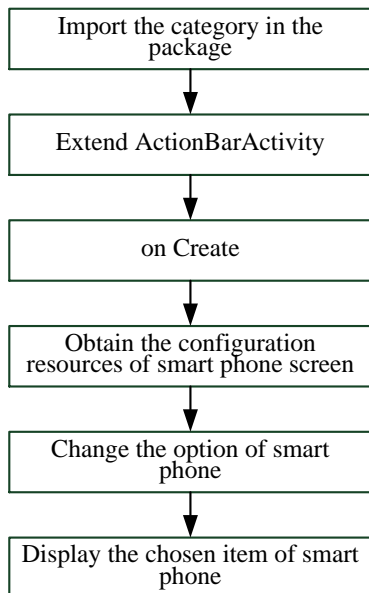 Import the category in the
package
Extend ActionBarActivity
on Create
Obtain the configuration
resources of smart phone screen
Change the option of smart
phone
Display the chosen item of smart
phone